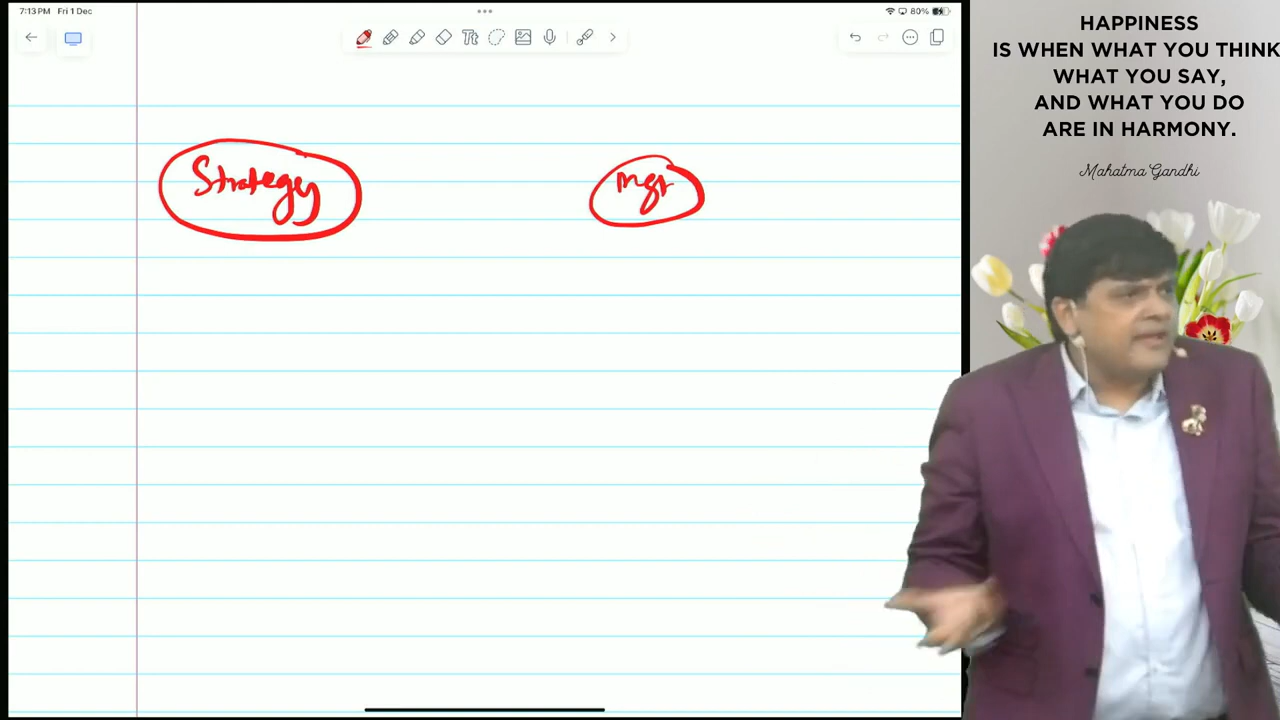 7:13 PM Fri 1 Dec
80%
Strategy
mgt
HAPPINESS
IS WHEN WHAT YOU THINK
WHAT YOU SAY,
AND WHAT YOU DO
ARE IN HARMONY.
Mahatma Gandhi